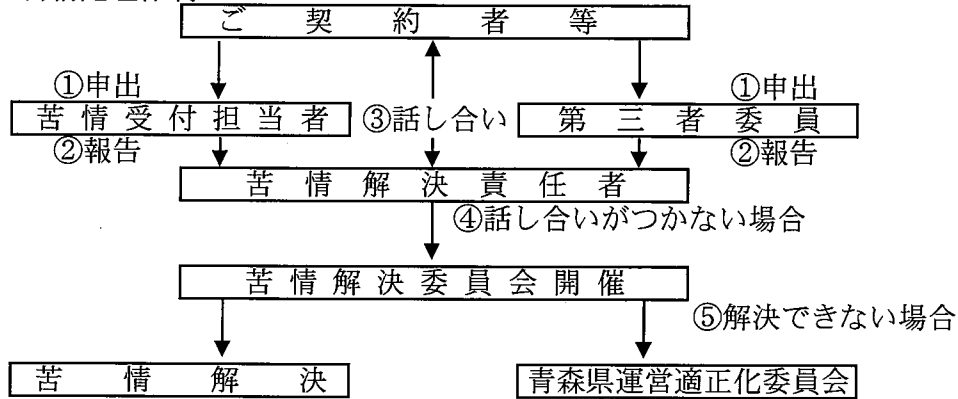 ご契約者等
①申出
①申出
苦情受付担当者
③話し合い
第三者委員
②報告
②報告
苦情解決責任者
④話し合いがつかない場合
苦情解決委員会開催
⑤解決できない場合
苦情解決
青森県運営適正化委員会